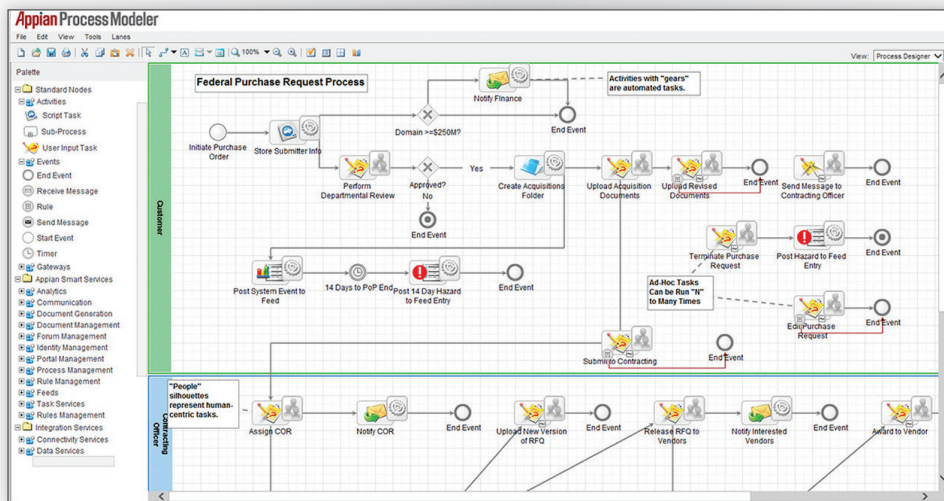 Appian Process Modeler
File Edit View Tools Lanes
100%
View: Process Designer
Palette
Standard Nodes
Activities
Script Task
Sub-Process
User Input Task
Events
End Event
Receive Message
Rule
Send Message
Start Event
Timer
Gateways
Appian Smart Services
Analytics
Communication
Document Generation
Document Management
Forum Management
Identity Management
Portal Management
Process Management
Rule Management
Feeds
Task Services
Rules Management
Integration Services
Connectivity Services
Data Services
Customer
Federal Purchase Request Process
Notify Finance
Activities with "gears"
are automated tasks.
Initiate Purchase
Order
Store Submitter Info
Domain >=$250M?
End Event
Perform
Departmental Review
Approved?
Yes
No
End Event
Create Acquisitions
Folder
Upload Acquisition
Documents
Upload Revised
Documents
End Event
Send Message to
Contracting Officer
End Event
Terminate Purchase
Request
Post Hazard to Feed
Entry
End Event
Post System Event to
Feed
14 Days to PoP End
Post 14 Day Hazard
to Feed Entry
End Event
Ad-Hoc Tasks
Can be Run "N"
to Many Times
Edit Purchase
Request
End Event
Submit to Contracting
End Event
Contracting
Officer
"People"
silhouettes
represent human-
centric tasks.
Assign COR
Notify COR
End Event
Upload New Version
of RFQ
End Event
Release RFQ to
Vendors
Notify Interested
Vendors
End Event
Award to Vendor